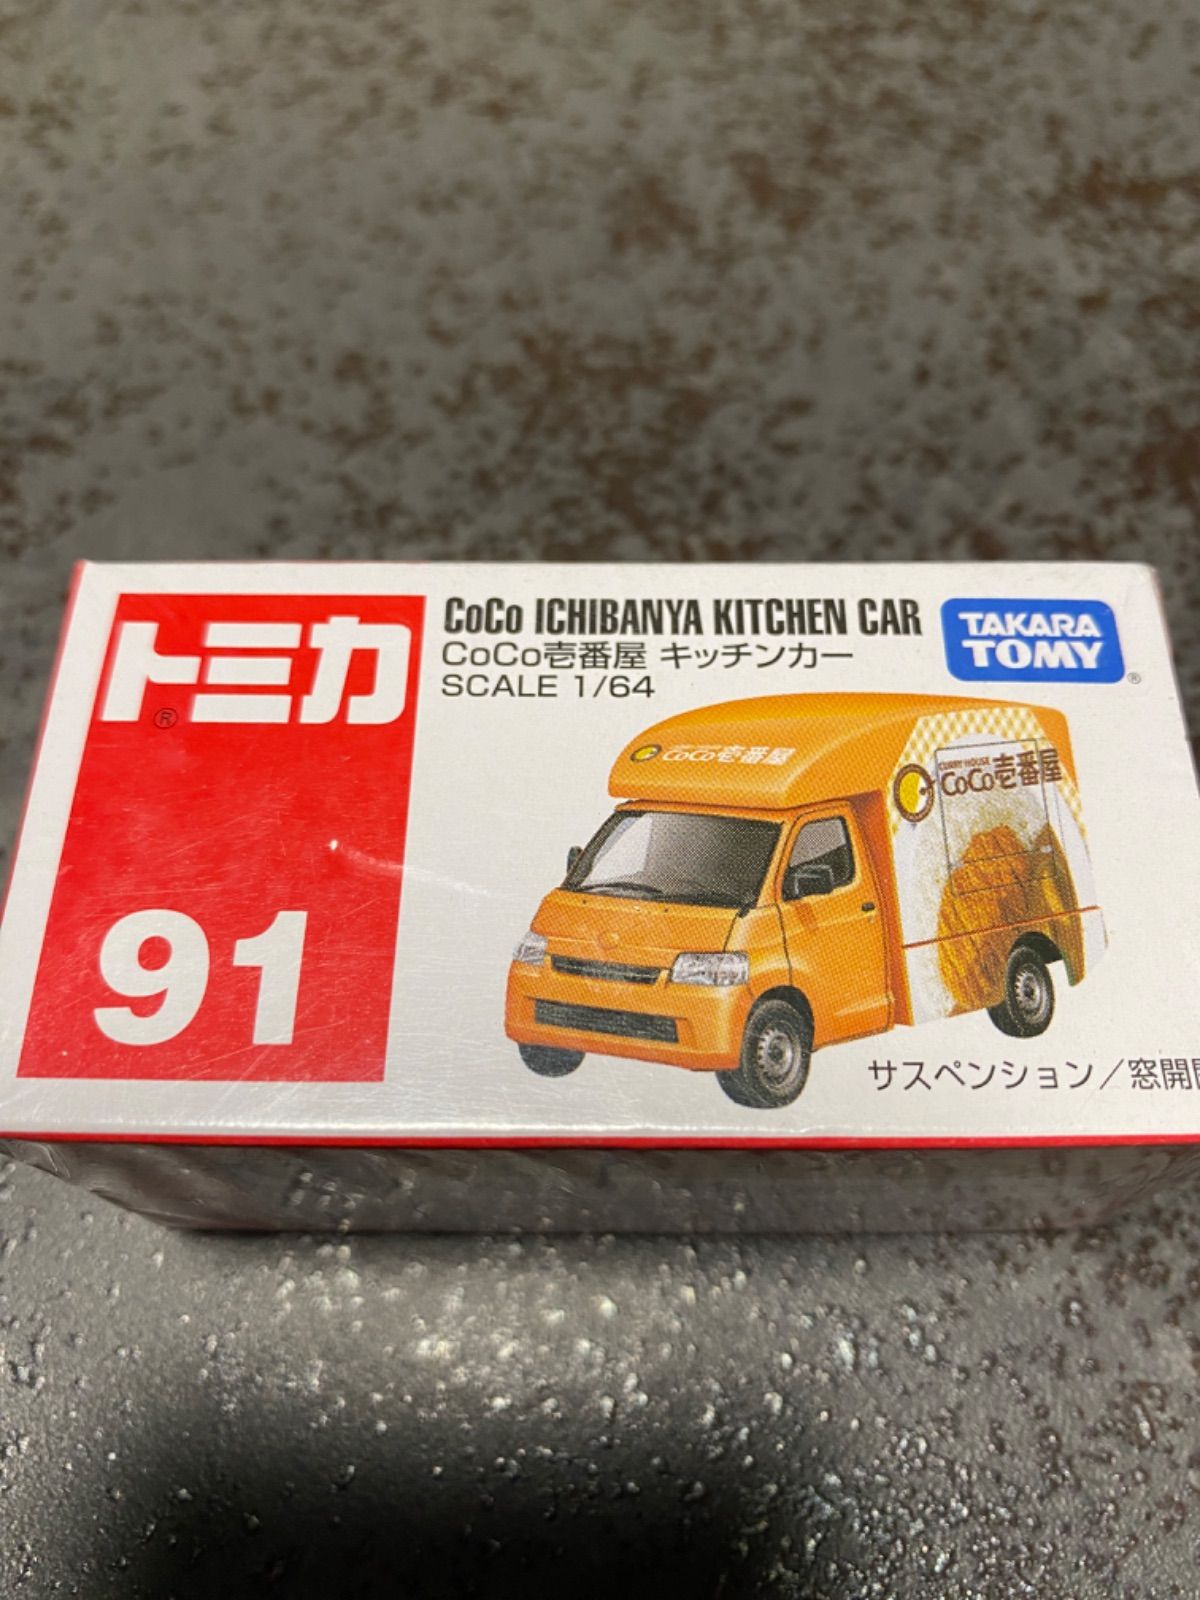 トミカ
®
91
CoCo ICHIBANYA KITCHEN CAR
CoCo壱番屋 キッチンカー
SCALE 1/64
TAKARA
TOMY
®
CoCo壱番屋
CURRY HOUSE
CoCo壱番屋
サスペンション/窓開